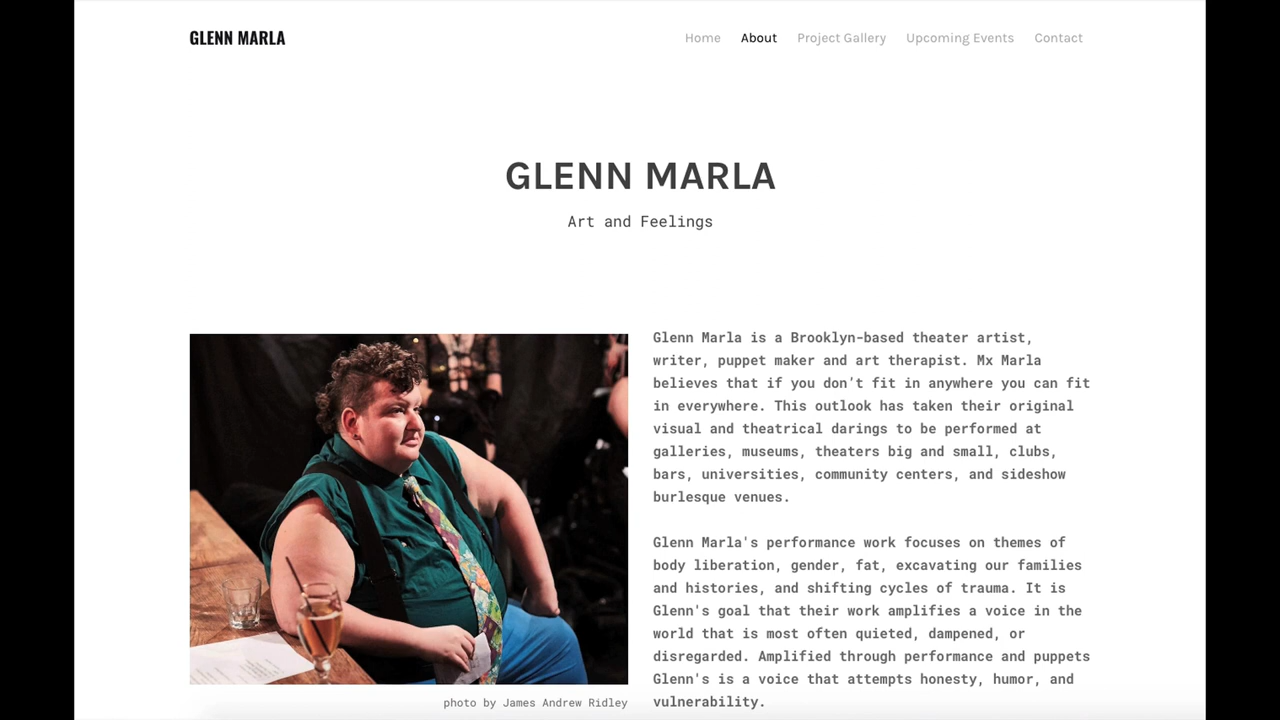 GLENN MARLA
Home About Project Gallery Upcoming Events Contact
GLENN MARLA
Art and Feelings
Glenn Marla is a Brooklyn-based theater artist,
writer, puppet maker and art therapist. Mx Marla
believes that if you don’t fit in anywhere you can fit
in everywhere. This outlook has taken their original
visual and theatrical darings to be performed at
galleries, museums, theaters big and small, clubs,
bars, universities, community centers, and sideshow
burlesque venues.
Glenn Marla's performance work focuses on themes of
body liberation, gender, fat, excavating our families
and histories, and shifting cycles of trauma. It is
Glenn's goal that their work amplifies a voice in the
world that is most often quieted, dampened, or
disregarded. Amplified through performance and puppets
Glenn's is a voice that attempts honesty, humor, and
vulnerability.
photo by James Andrew Ridley